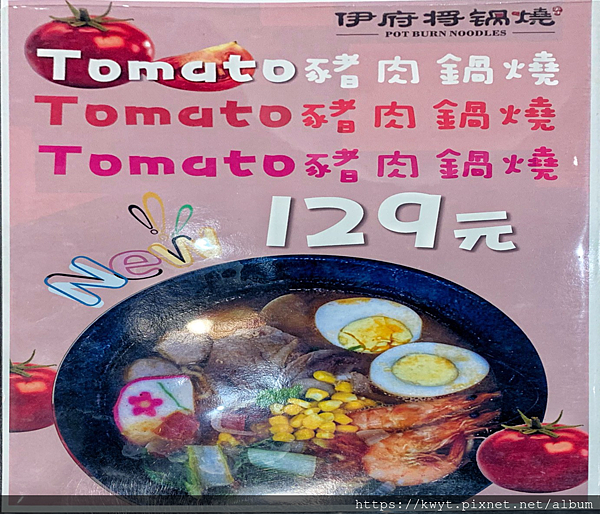 伊府將锅燒
POT BURN NOODLES
Tomato豬肉鍋燒
Tomato豬肉鍋燒
Tomato豬肉鍋燒
129元
New
https://kwyt.pixnet.net/album